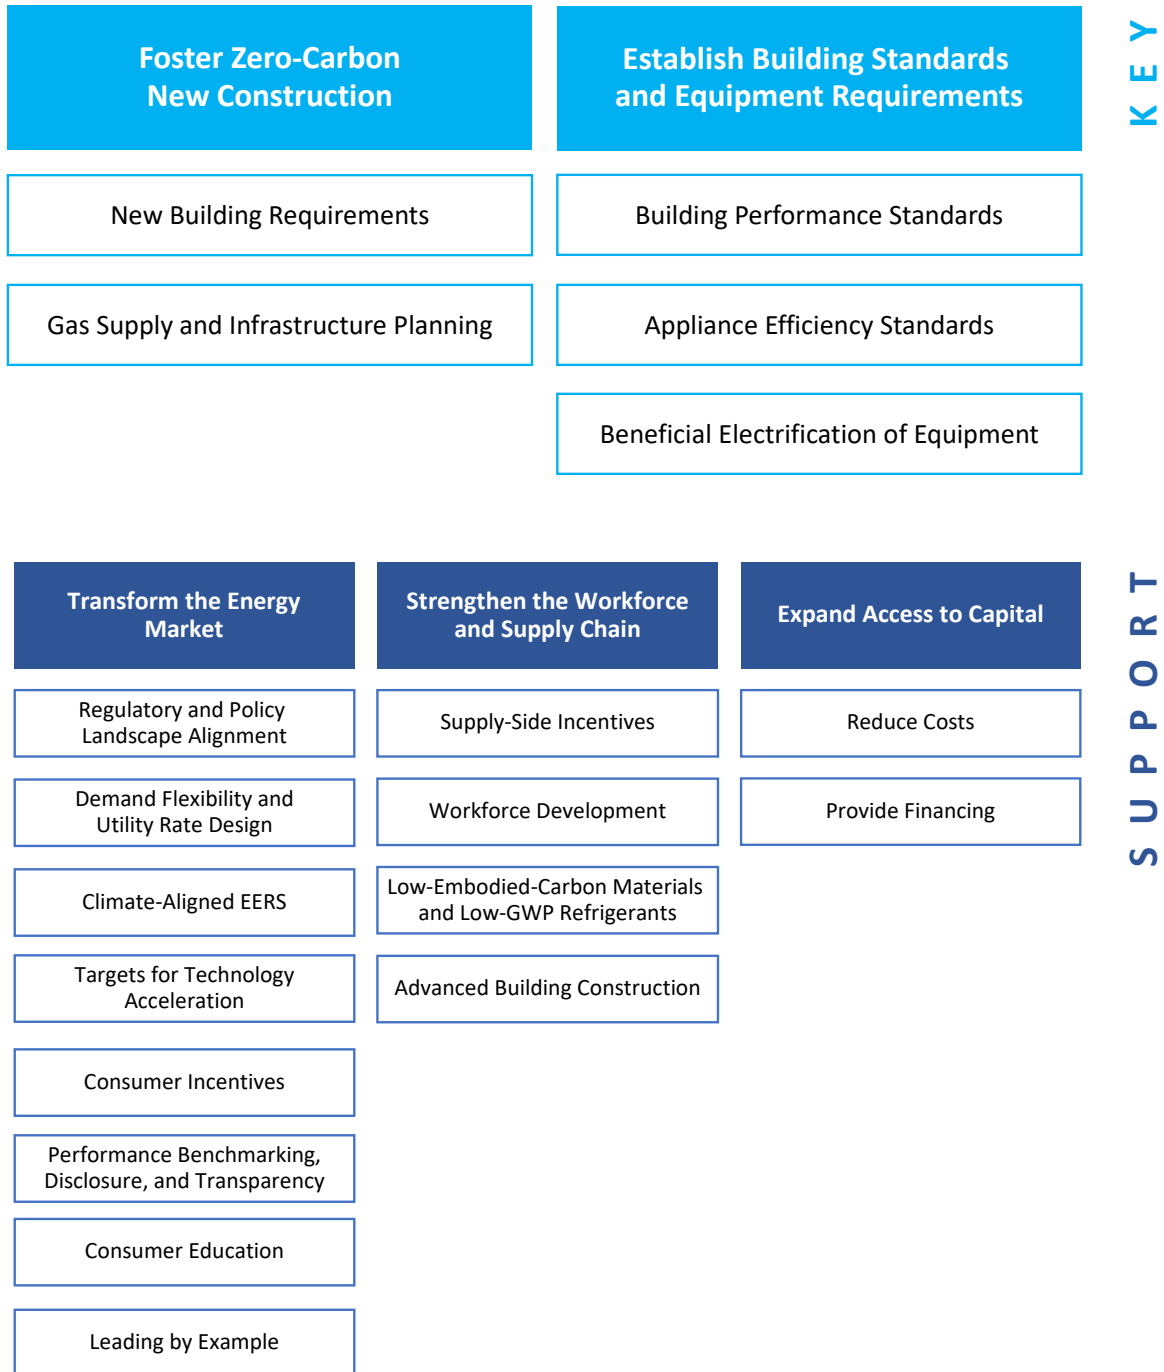 Foster Zero-Carbon
New Construction
New Building Requirements
Gas Supply and Infrastructure Planning
Establish Building Standards
and Equipment Requirements
Building Performance Standards
Appliance Efficiency Standards
Beneficial Electrification of Equipment
KEY
Transform the Energy
Market
Regulatory and Policy
Landscape Alignment
Demand Flexibility and
Utility Rate Design
Climate-Aligned EERS
Targets for Technology
Acceleration
Consumer Incentives
Performance Benchmarking,
Disclosure, and Transparency
Consumer Education
Leading by Example
Strengthen the Workforce
and Supply Chain
Supply-Side Incentives
Workforce Development
Low-Embodied-Carbon Materials
and Low-GWP Refrigerants
Advanced Building Construction
Expand Access to Capital
Reduce Costs
Provide Financing
SUPPORT